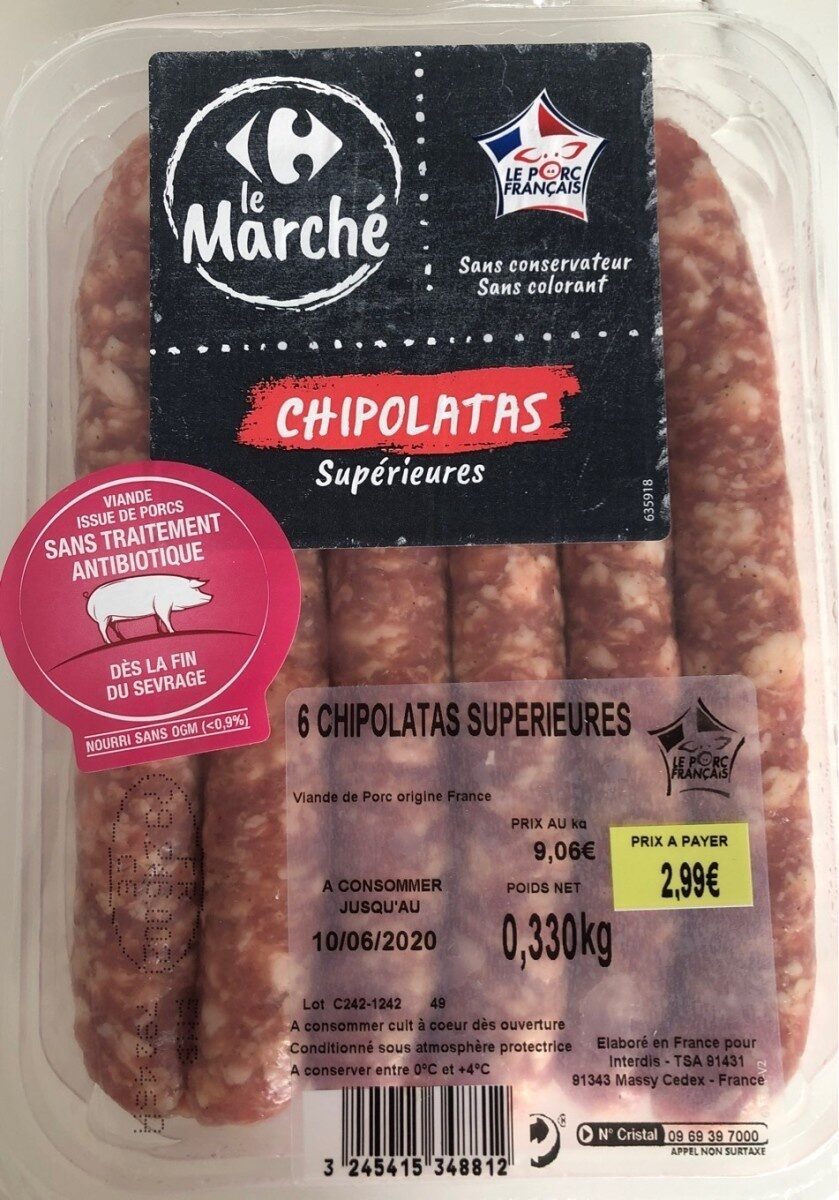 le
Marché
LE PORC
FRANÇAIS
Sans conservateur
Sans colorant
CHIPOLATAS
Supérieures
635918
VIANDE
ISSUE DE PORCS
SANS TRAITEMENT
ANTIBIOTIQUE
DÈS LA FIN
DU SEVRAGE
NOURRI SANS OGM (<0,9%)
6 CHIPOLATAS SUPERIEURES
LE PORC
FRANÇAIS
Viande de Porc origine France
PRIX AU kg
9,06€
PRIX A PAYER
2,99€
A CONSOMMER
JUSQU'AU
10/06/2020
POIDS NET
0,330kg
Lot C242-1242 49
A consommer cuit à coeur dès ouverture
Conditionné sous atmosphère protectrice
A conserver entre 0°C et +4°C
Elaboré en France pour
Interdis - TSA 91431
91343 Massy Cedex - France
V2
3 245415 348812
N° Cristal 09 69 39 7000
APPEL NON SURTAXE